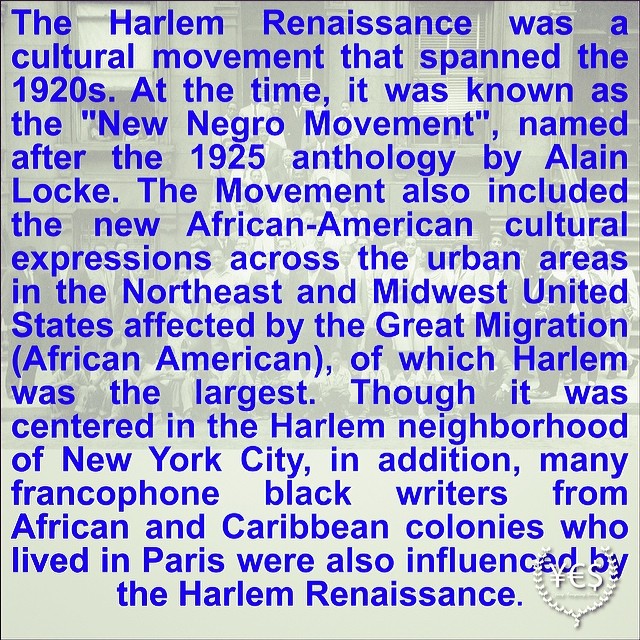 The Harlem Renaissance was a
cultural movement that spanned the
1920s. At the time, it was known as
the "New Negro Movement", named
after the 1925 anthology by Alain
Locke. The Movement also included
the new African-American cultural
expressions across the urban areas
in the Northeast and Midwest United
States affected by the Great Migration
(African American), of which Harlem
was the largest. Though it was
centered in the Harlem neighborhood
of New York City, in addition, many
francophone black writers from
African and Caribbean colonies who
lived in Paris were also influenced by
the Harlem Renaissance.
¥€$